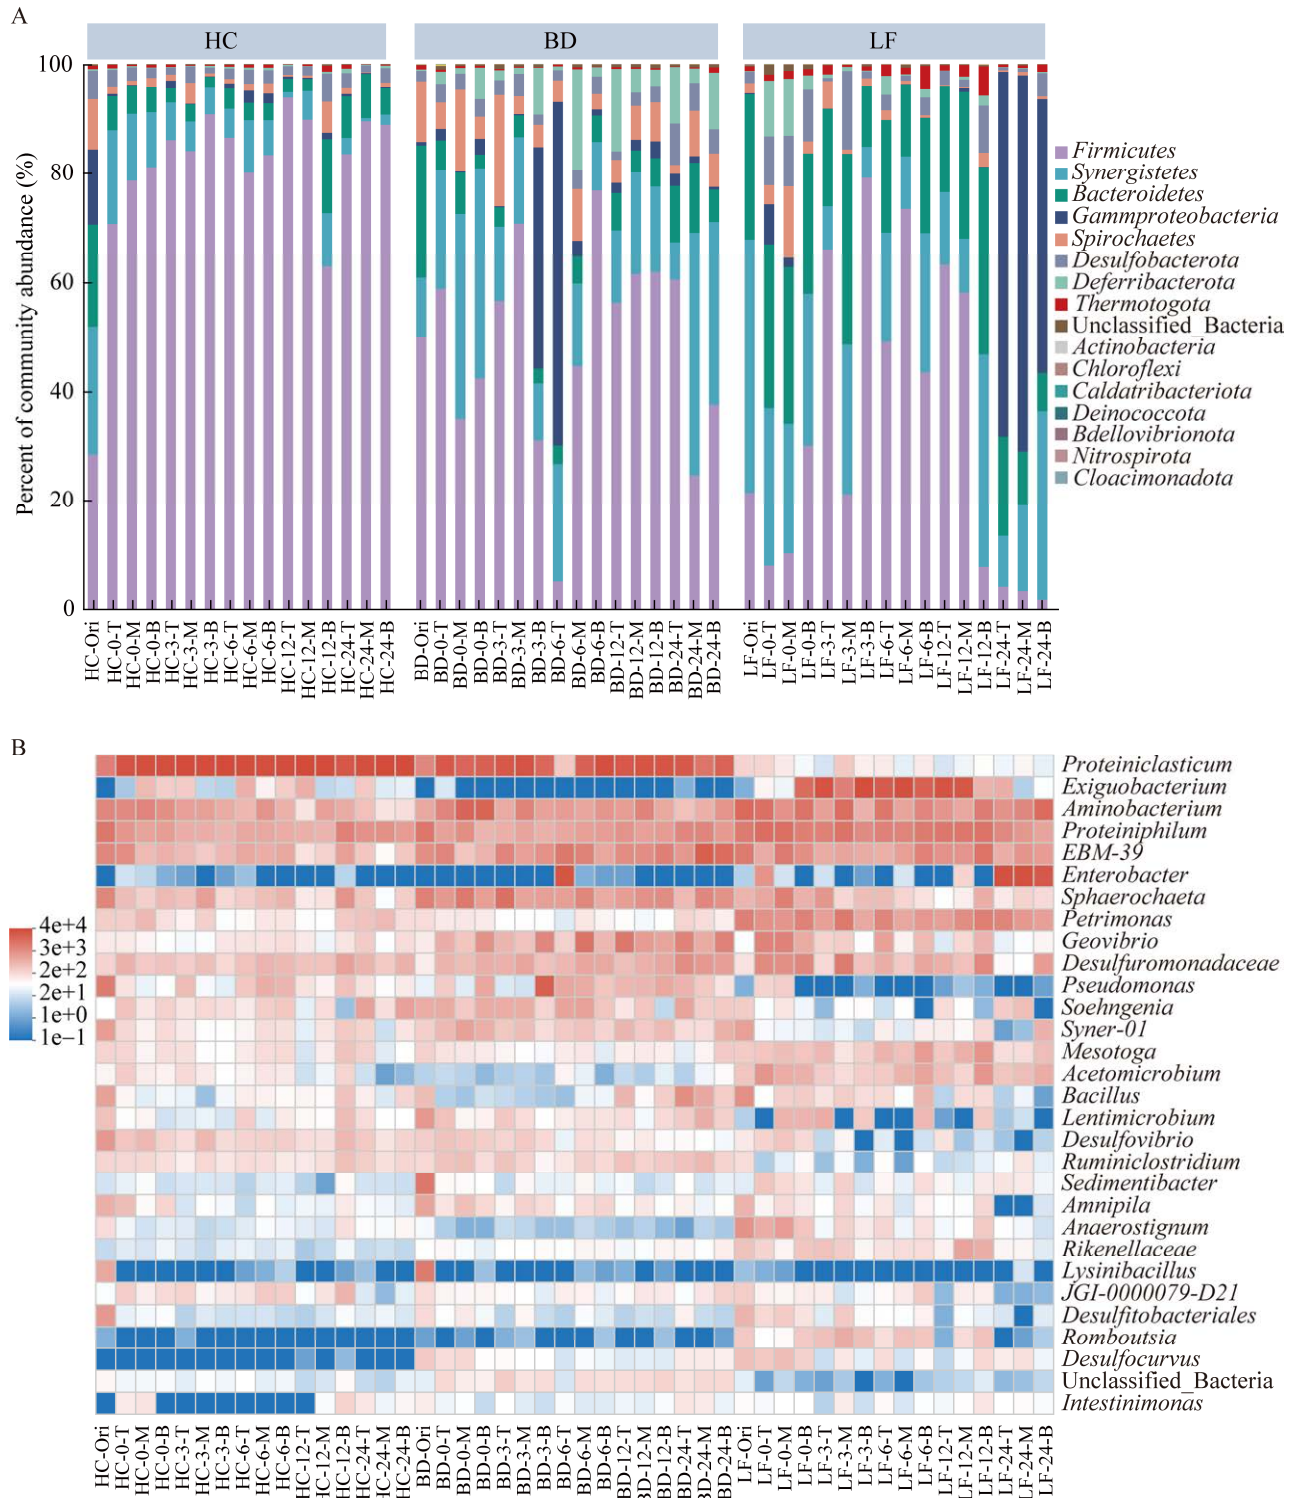 A
HC
BD
LF
Percent of community abundance (%)
100
80
60
40
20
0
Firmicutes
Synergistetes
Bacteroidetes
Gammproteobacteria
Spirochaetes
Desulfobacterota
Deferribacterota
Thermotogota
Unclassified_Bacteria
Actinobacteria
Chloroflexi
Caldatribacteriota
Deinococcota
Bdellovibrionota
Nitrospirota
Cloacimonadota
HC-Ori
HC-0-T
HC-0-M
HC-0-B
HC-3-T
HC-3-M
HC-3-B
HC-6-T
HC-6-M
HC-6-B
HC-12-T
HC-12-M
HC-12-B
HC-24-T
HC-24-M
HC-24-B
BD-Ori
BD-0-T
BD-0-M
BD-0-B
BD-3-T
BD-3-M
BD-3-B
BD-6-T
BD-6-M
BD-6-B
BD-12-T
BD-12-M
BD-12-B
BD-24-T
BD-24-M
BD-24-B
LF-Ori
LF-0-T
LF-0-M
LF-0-B
LF-3-T
LF-3-M
LF-3-B
LF-6-T
LF-6-M
LF-6-B
LF-12-T
LF-12-M
LF-12-B
LF-24-T
LF-24-M
LF-24-B
B
4e+4
3e+3
2e+2
2e+1
1e+0
1e−1
Proteiniclasticum
Exiguobacterium
Aminobacterium
Proteiniphilum
EBM-39
Enterobacter
Sphaerochaeta
Petrimonas
Geovibrio
Desulfuromonadaceae
Pseudomonas
Soehngenia
Syner-01
Mesotoga
Acetomicrobium
Bacillus
Lentimicrobium
Desulfovibrio
Ruminiclostridium
Sedimentibacter
Amnipila
Anaerostignum
Rikenellaceae
Lysinibacillus
JGI-0000079-D21
Desulfitobacteriales
Romboutsia
Desulfocurvus
Unclassified_Bacteria
Intestinimonas
HC-Ori
HC-0-T
HC-0-M
HC-0-B
HC-3-T
HC-3-M
HC-3-B
HC-6-T
HC-6-M
HC-6-B
HC-12-T
HC-12-M
HC-12-B
HC-24-T
HC-24-M
HC-24-B
BD-Ori
BD-0-T
BD-0-M
BD-0-B
BD-3-T
BD-3-M
BD-3-B
BD-6-T
BD-6-M
BD-6-B
BD-12-T
BD-12-M
BD-12-B
BD-24-T
BD-24-M
BD-24-B
LF-Ori
LF-0-T
LF-0-M
LF-0-B
LF-3-T
LF-3-M
LF-3-B
LF-6-T
LF-6-M
LF-6-B
LF-12-T
LF-12-M
LF-12-B
LF-24-T
LF-24-M
LF-24-B